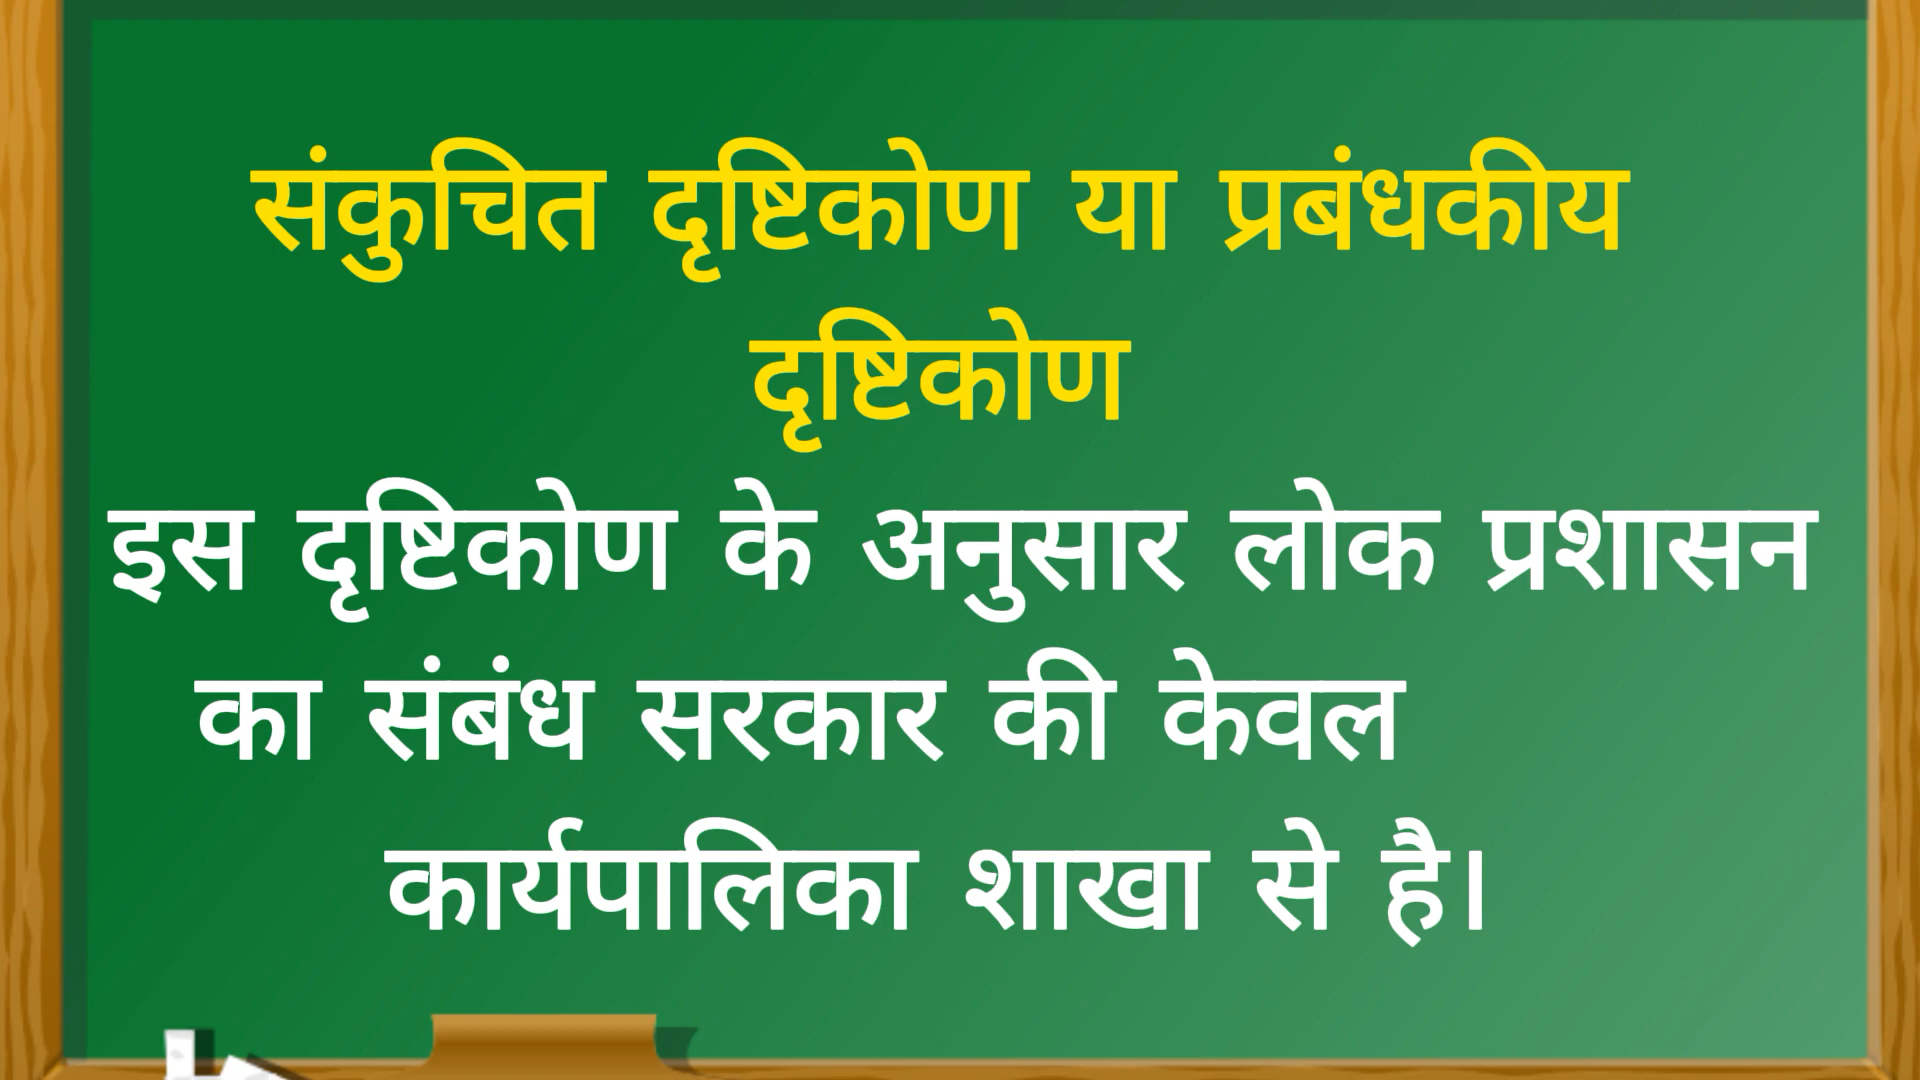 संकुचित दृष्टिकोण या प्रबंधकीय
दृष्टिकोण
इस दृष्टिकोण के अनुसार लोक प्रशासन
का संबंध सरकार की केवल
कार्यपालिका शाखा से है।